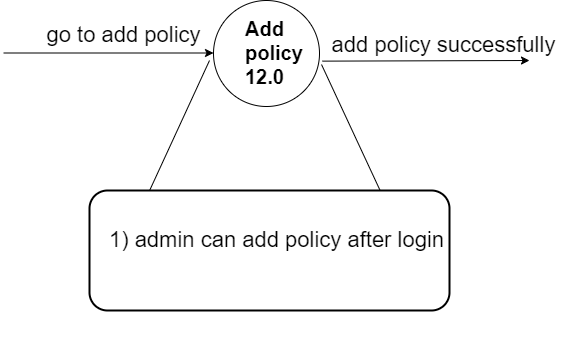 go to add policy
Add
policy
12.0
add policy successfully
1) admin can add policy after login